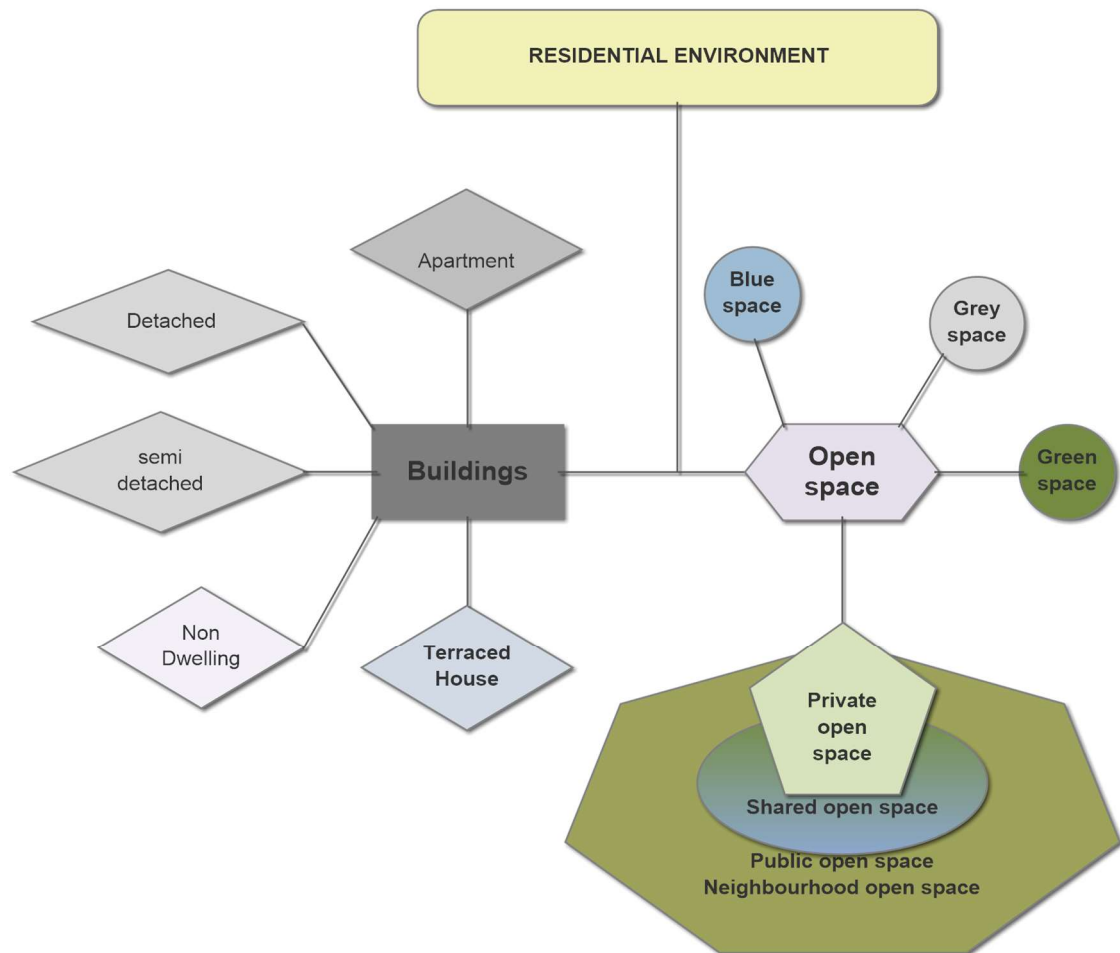 RESIDENTIAL ENVIRONMENT
Apartment
Detached
semi
detached
Non
Dwelling
Terraced
House
Buildings
Blue
space
Grey
space
Green
space
Open
space
Private
open
space
Shared open space
Public open space
Neighbourhood open space